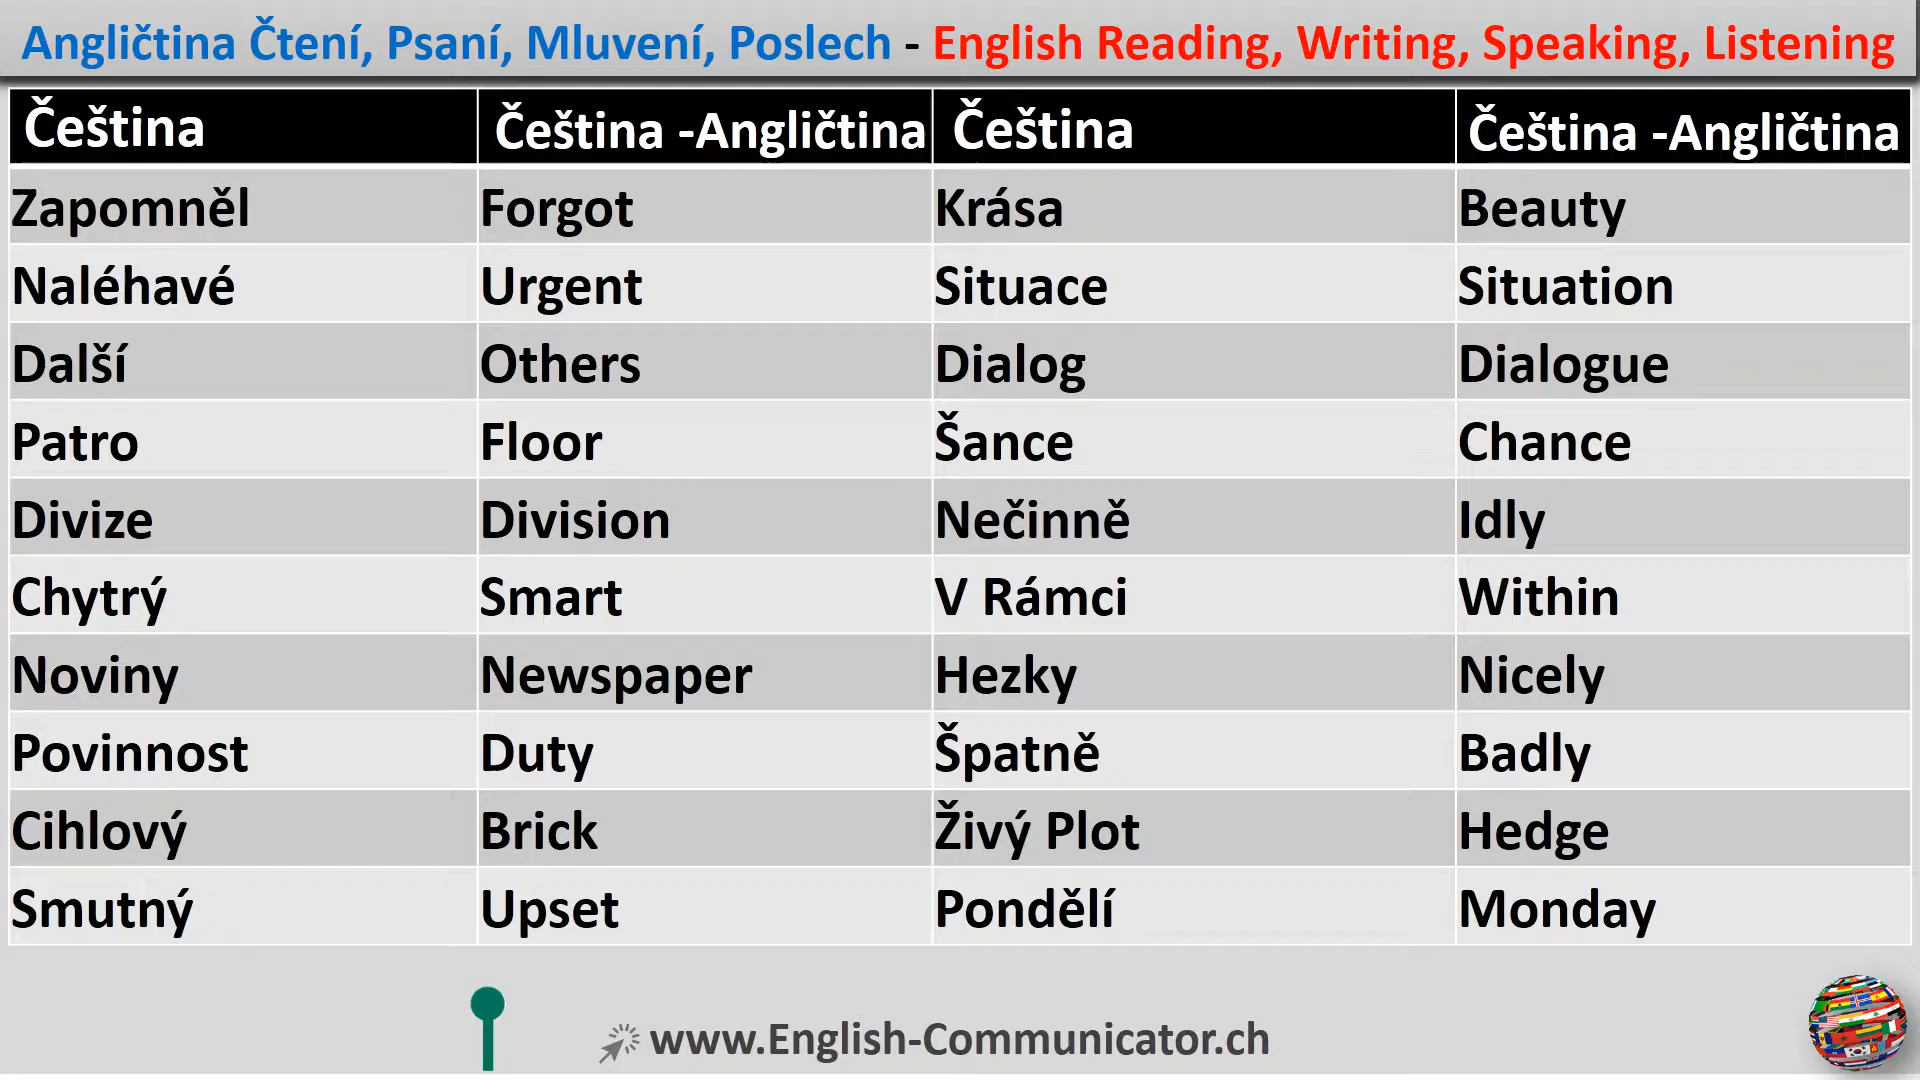 Angličtina Čtení, Psaní, Mluvení, Poslech - English Reading, Writing, Speaking, Listening
Čeština Čeština -Angličtina Čeština Čeština -Angličtina
Zapomněl Forgot Krása Beauty
Naléhavé Urgent Situace Situation
Další Others Dialog Dialogue
Patro Floor Šance Chance
Divize Division Nečinně Idly
Chytrý Smart V Rámci Within
Noviny Newspaper Hezky Nicely
Povinnost Duty Špatně Badly
Cihlový Brick Živý Plot Hedge
Smutný Upset Pondělí Monday
www.English-Communicator.ch